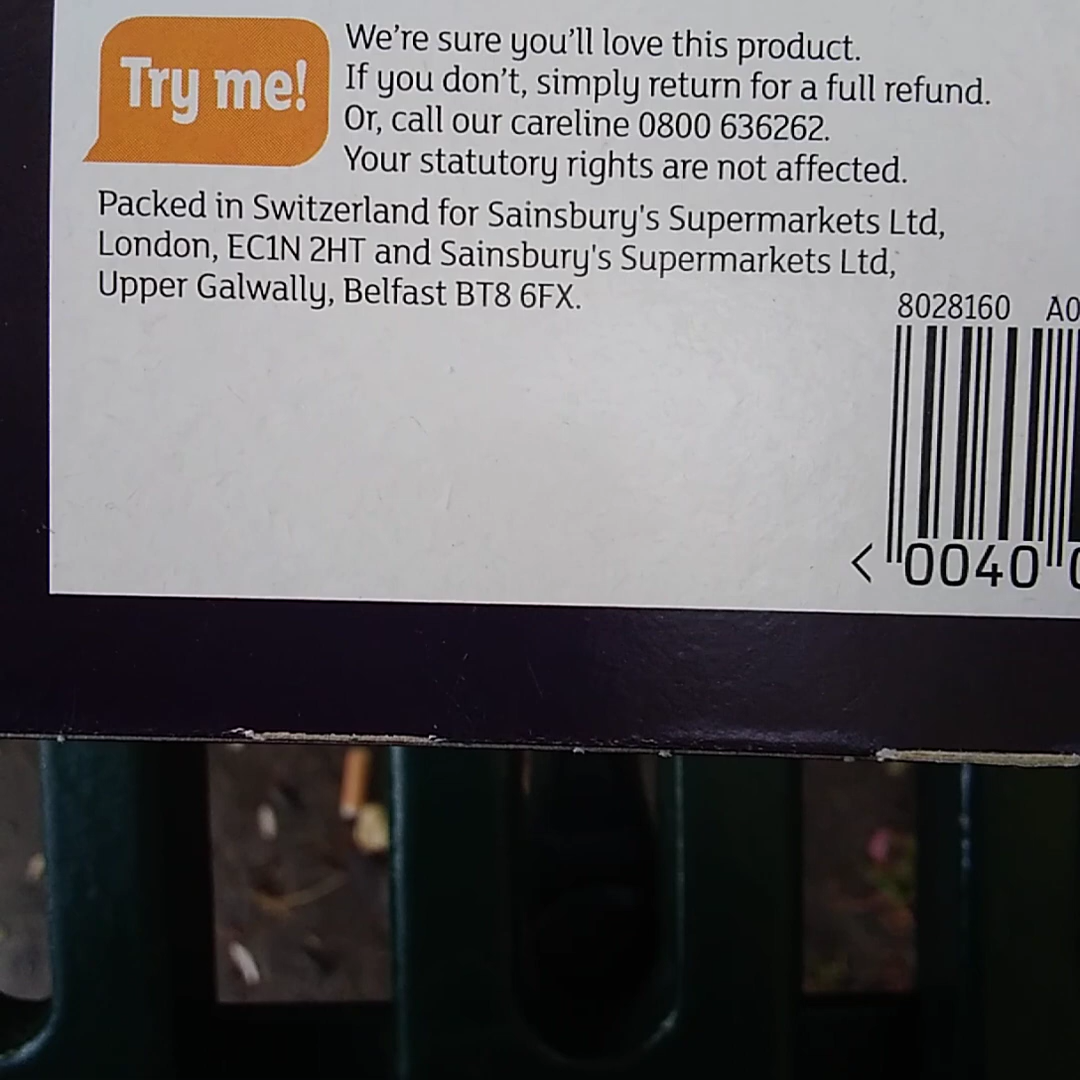 Try me!
We're sure you'll love this product.
If you don't, simply return for a full refund.
Or, call our careline 0800 636262.
Your statutory rights are not affected.
Packed in Switzerland for Sainsbury's Supermarkets Ltd,
London, EC1N 2HT and Sainsbury's Supermarkets Ltd,
Upper Galwally, Belfast BT8 6FX.
8028160 A0
< 0040